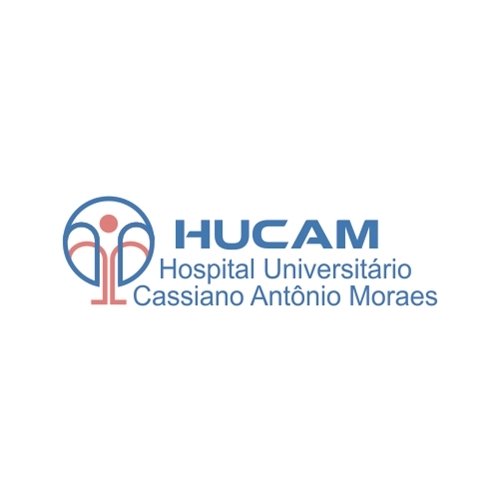 HUCAM
Hospital Universitário
Cassiano Antônio Moraes